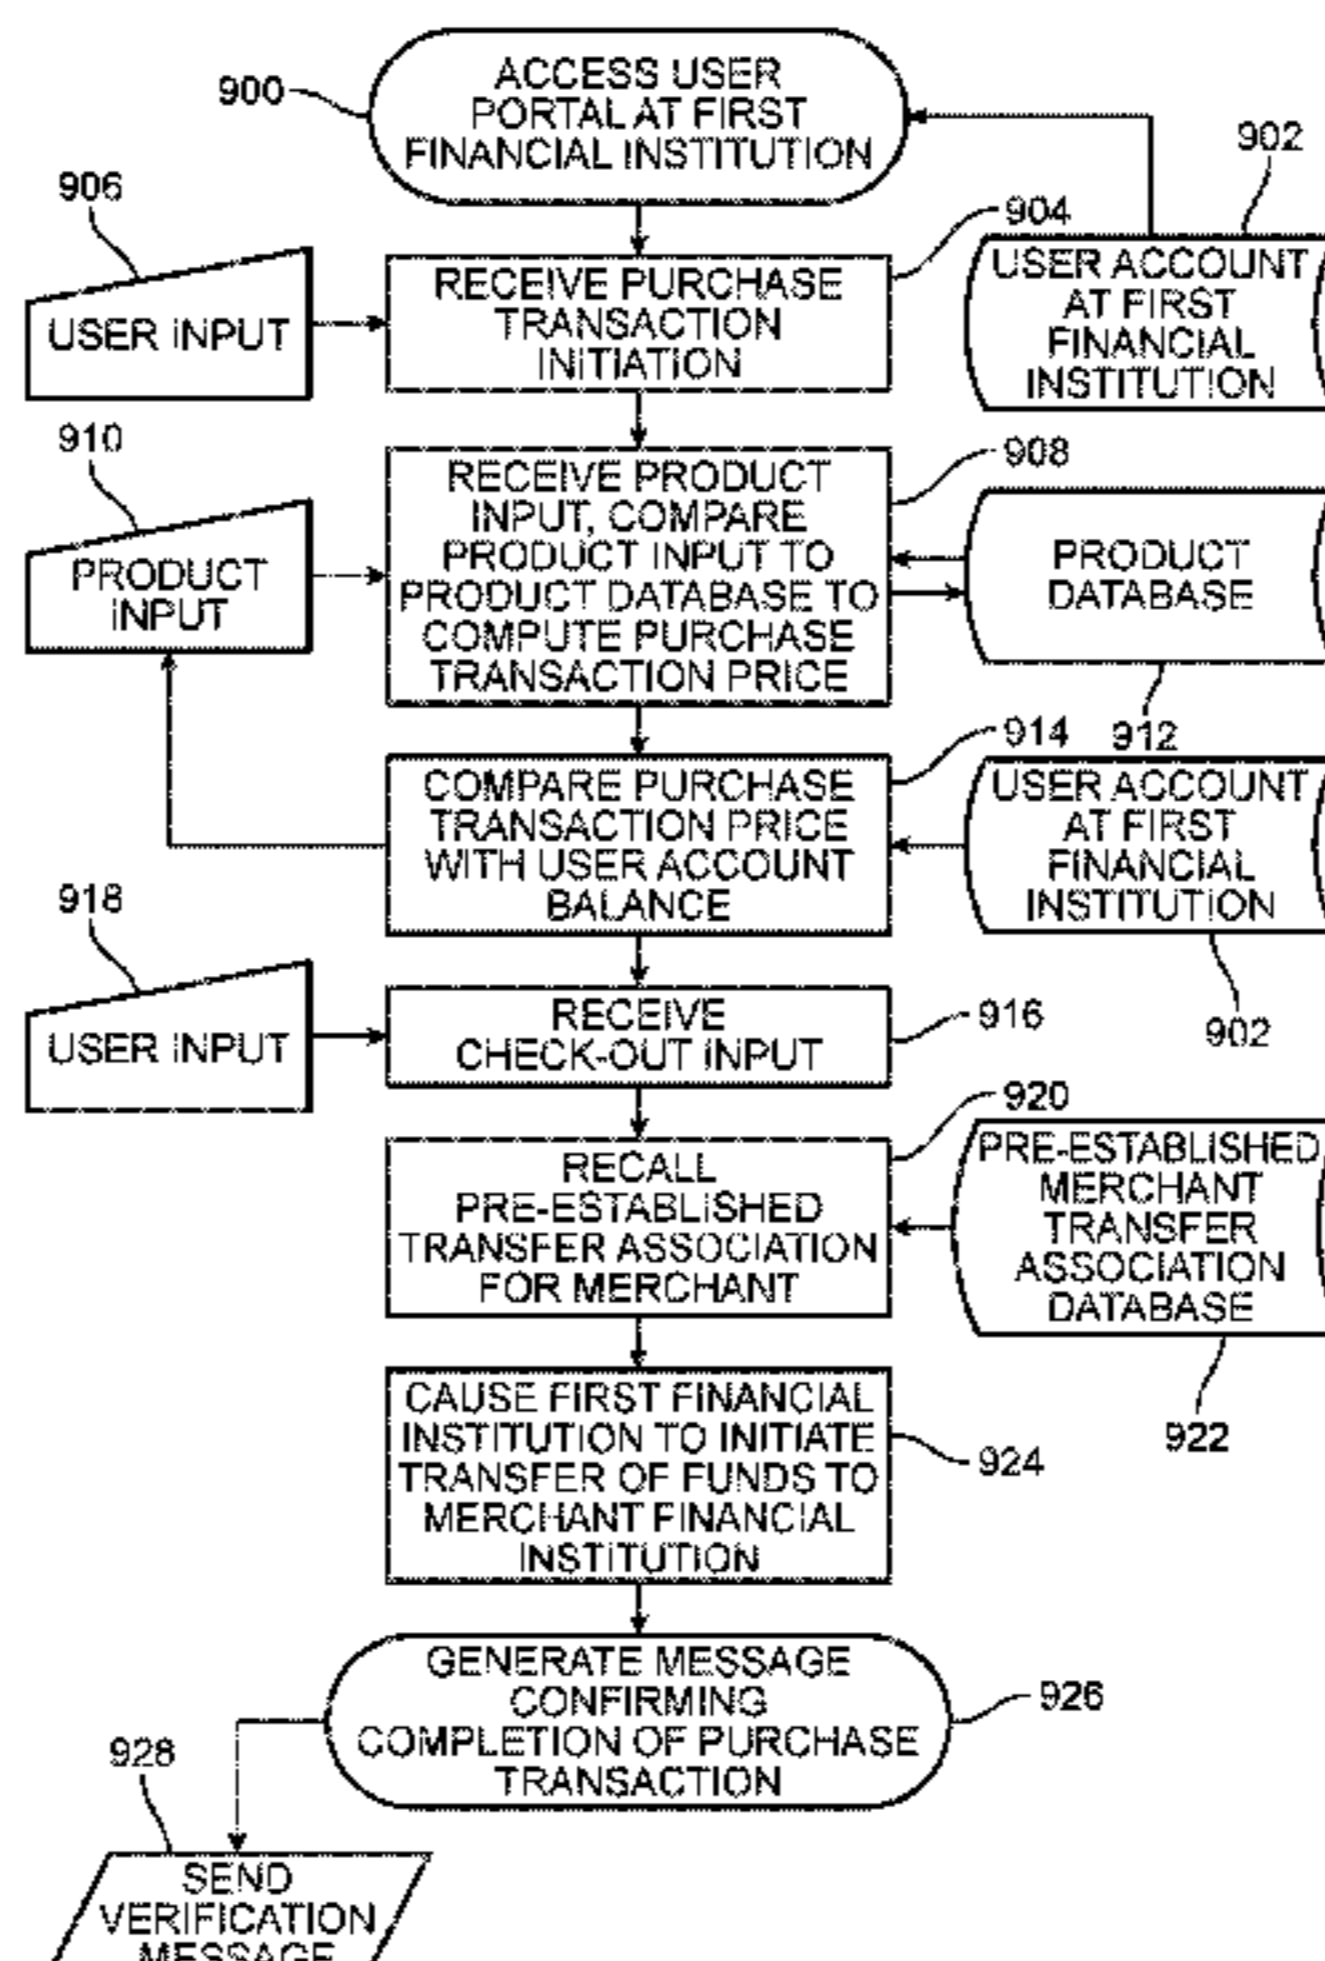 900
ACCESS USER
PORTAL AT FIRST
FINANCIAL INSTITUTION
902
906
904
USER ACCOUNT
AT FIRST
FINANCIAL
INSTITUTION
USER INPUT
RECEIVE PURCHASE
TRANSACTION
INITIATION
910
908
PRODUCT
INPUT
RECEIVE PRODUCT
INPUT, COMPARE
PRODUCT INPUT TO
PRODUCT DATABASE TO
COMPUTE PURCHASE
TRANSACTION PRICE
PRODUCT
DATABASE
912
914
COMPARE PURCHASE
TRANSACTION PRICE
WITH USER ACCOUNT
BALANCE
USER ACCOUNT
AT FIRST
FINANCIAL
INSTITUTION
902
918
USER INPUT
RECEIVE
CHECK-OUT INPUT
916
920
RECALL
PRE-ESTABLISHED
TRANSFER ASSOCIATION
FOR MERCHANT
PRE-ESTABLISHED
MERCHANT
TRANSFER
ASSOCIATION
DATABASE
922
CAUSE FIRST FINANCIAL
INSTITUTION TO INITIATE
TRANSFER OF FUNDS TO
MERCHANT FINANCIAL
INSTITUTION
924
GENERATE MESSAGE
CONFIRMING
COMPLETION OF PURCHASE
TRANSACTION
926
928
SEND
VERIFICATION
MESSAGE